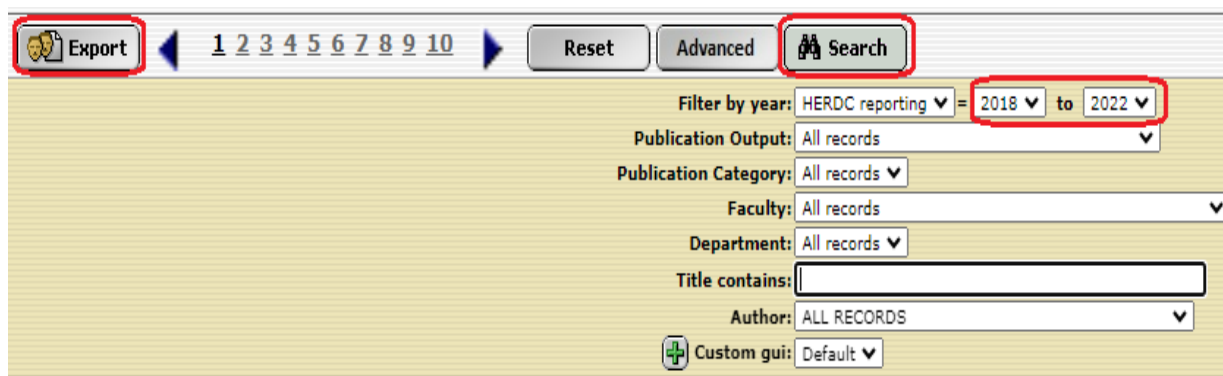 Export 1 2 3 4 5 6 7 8 9 10 Reset Advanced Search
Filter by year: HERDC reporting = 2018 to 2022
Publication Output: All records
Publication Category: All records
Faculty: All records
Department: All records
Title contains:
Author: ALL RECORDS
Custom gui: Default